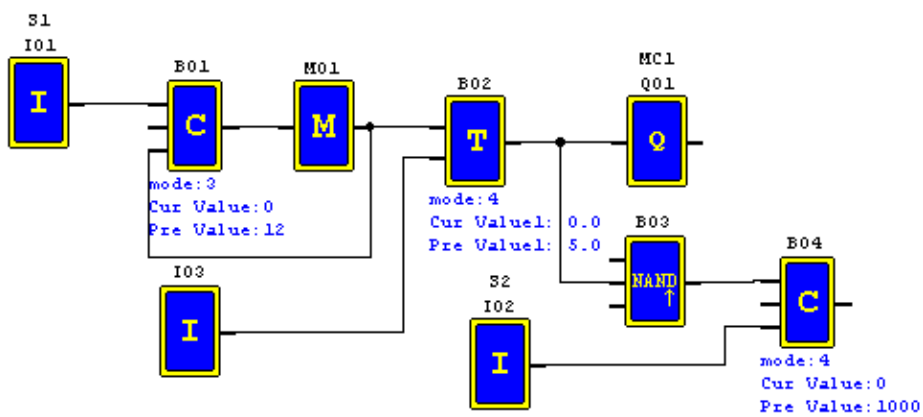 S1
I01
I
B01
C
mode:3
Cur Value:0
Pre Value:12
M01
M
B02
T
mode:4
Cur Value1: 0.0
Pre Value1: 5.0
MC1
Q01
Q
I03
I
S2
I02
I
B03
NAND
↑
B04
C
mode:4
Cur Value:0
Pre Value:1000